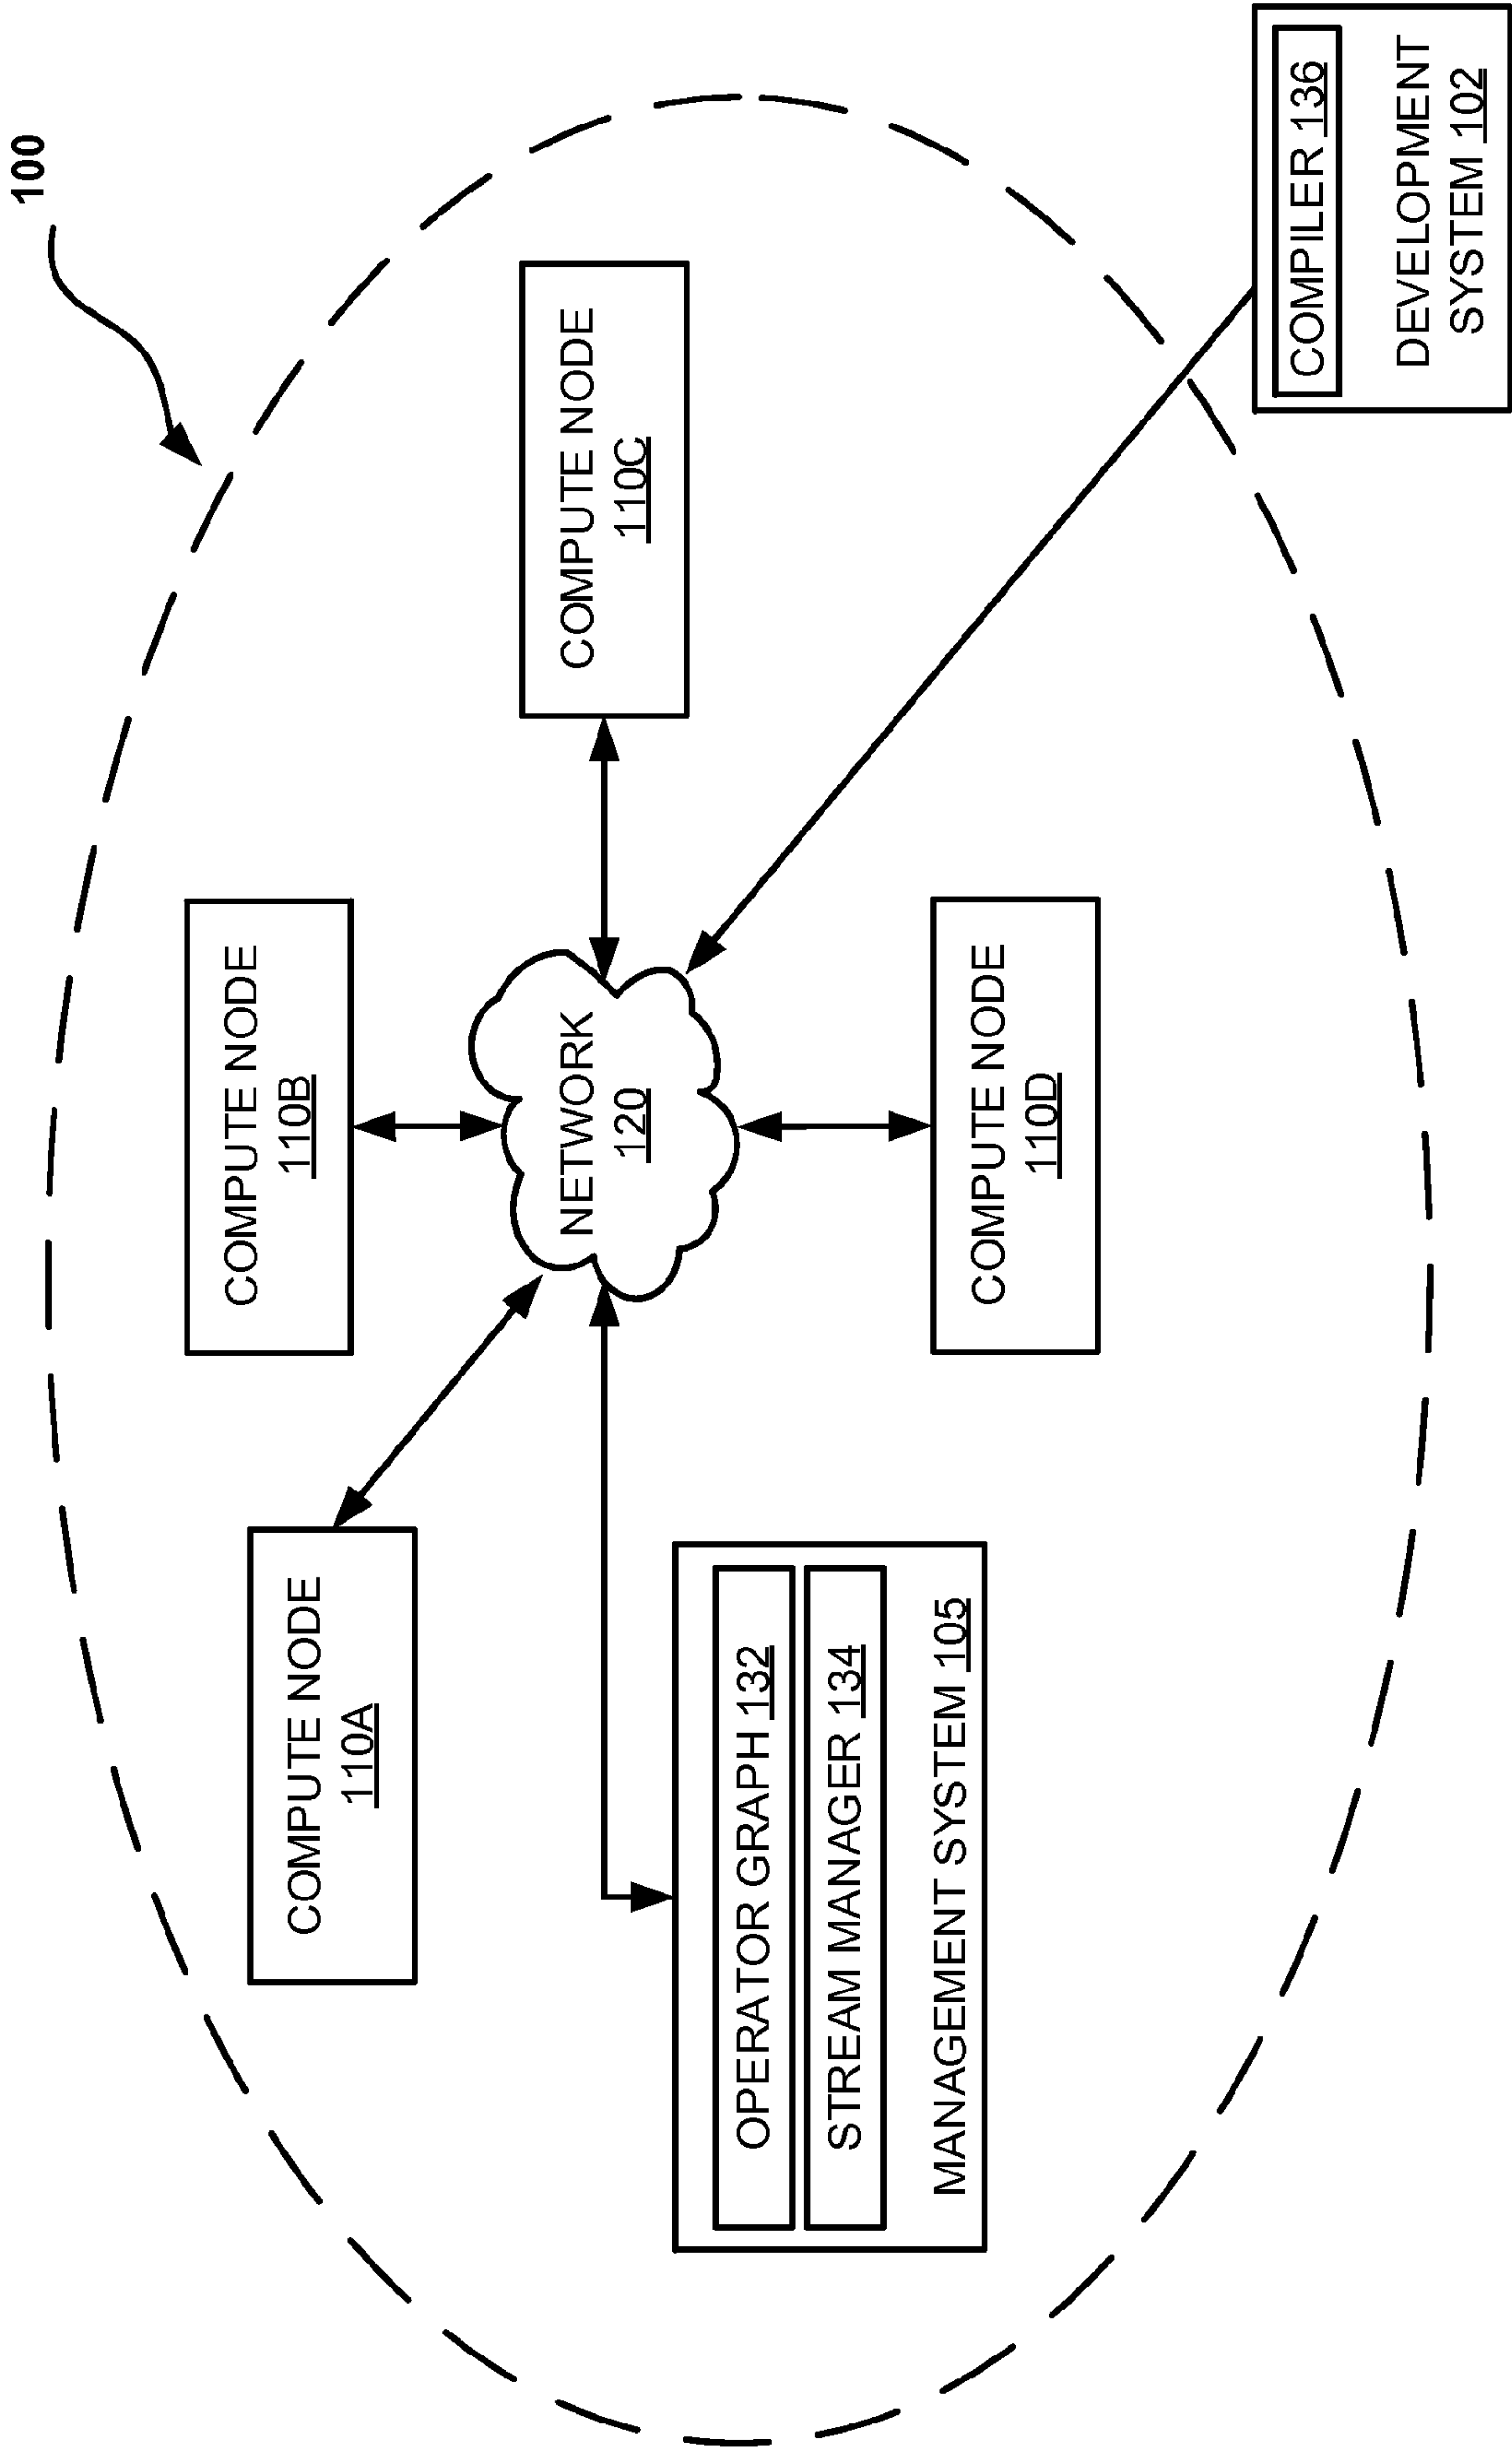 100
COMPUTE NODE
110B
COMPUTE NODE
110A
COMPUTE NODE
110C
NETWORK
120
OPERATOR GRAPH 132
STREAM MANAGER 134
MANAGEMENT SYSTEM 105
COMPUTE NODE
110D
COMPILER 136
DEVELOPMENT
SYSTEM 102